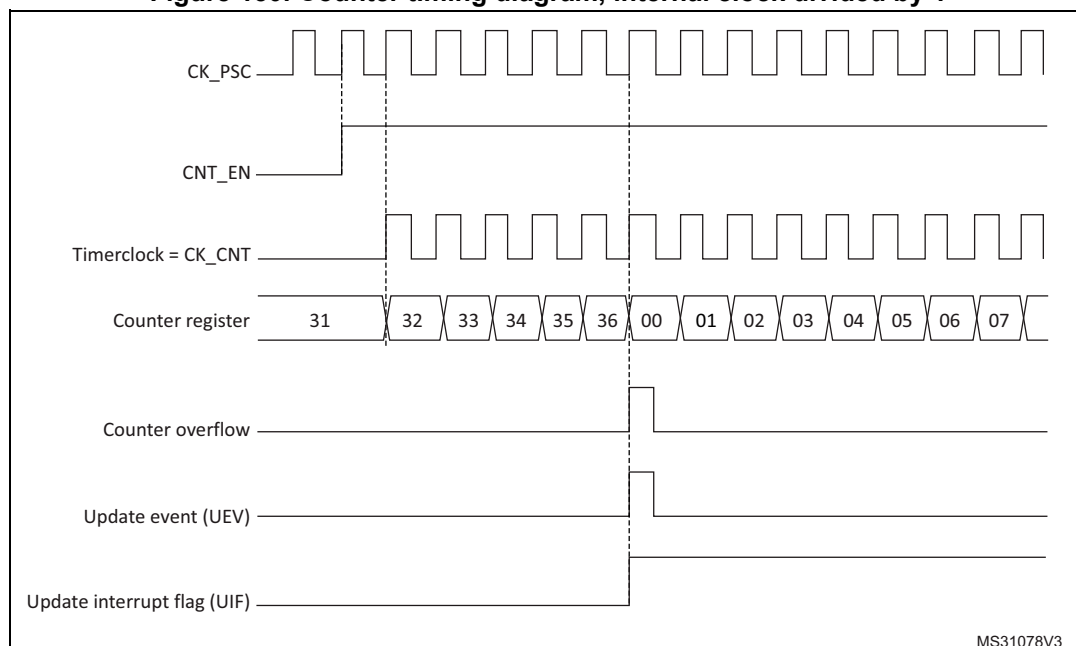 CK_PSC
CNT_EN
Timerclock = CK_CNT
Counter register 31 32 33 34 35 36 00 01 02 03 04 05 06 07
Counter overflow
Update event (UEV)
Update interrupt flag (UIF)
MS31078V3